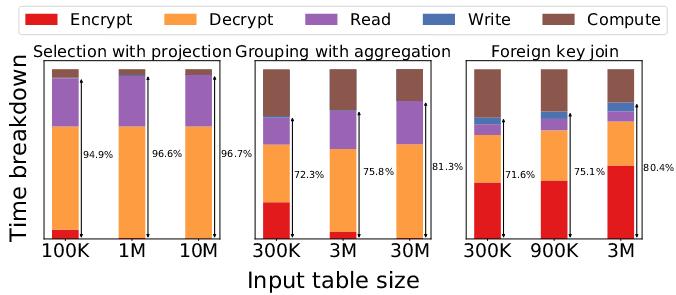 Encrypt Decrypt Read Write Compute
Selection with projection Grouping with aggregation Foreign key join
Time breakdown
94.9% 96.6% 96.7% 72.3% 75.8% 81.3% 71.6% 75.1% 80.4%
100K 1M 10M 300K 3M 30M 300K 900K 3M
Input table size